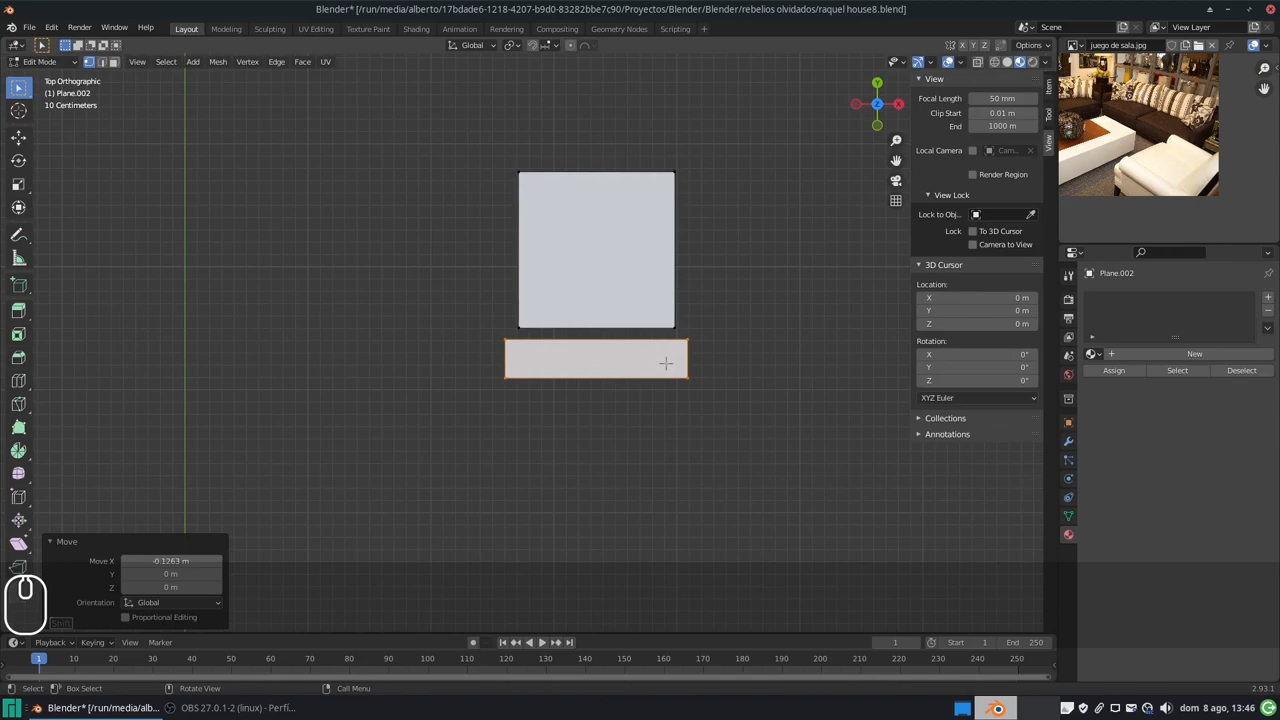 Blender* [/run/media/alberto/17bdade6-1218-4207-b9d0-83282bbe7c90/Proyectos/Blender/Blender/rebelios olvidados/raquel house8.blend]
File Edit Render Window Help Layout Modeling Sculpting UV Editing Texture Paint Shading Animation Rendering Compositing Geometry Nodes Scripting Scene View Layer
Global X Y Z Options juego de sala.jpg
Edit Mode View Select Add Mesh Vertex Edge Face UV
Top Orthographic
(1) Plane.002
10 Centimeters
Y
X
Z
View
Focal Length 50 mm
Clip Start 0.01 m
End 1000 m
Local Camera Cam...
Render Region
View Lock
Lock to Obj...
Lock To 3D Cursor
Camera to View
3D Cursor
Location:
X 0 m
Y 0 m
Z 0 m
Rotation:
X 0°
Y 0°
Z 0°
XYZ Euler
Collections
Annotations
Item
Tool
View
Plane.002
New
Assign Select Deselect
Move
Move X -0.1263 m
Y 0 m
Z 0 m
Orientation Global
Proportional Editing
Shift
Playback Keying View Marker 1 Start 1 End 250
1 10 20 30 40 50 60 70 80 90 100 110 120 130 140 150 160 170 180 190 200 210 220 230 240 250
Select Box Select Rotate View Call Menu 2.93.1
Blender* [/run/media/alb... OBS 27.0.1-2 (linux) - Perfí... dom 8 ago, 13:46